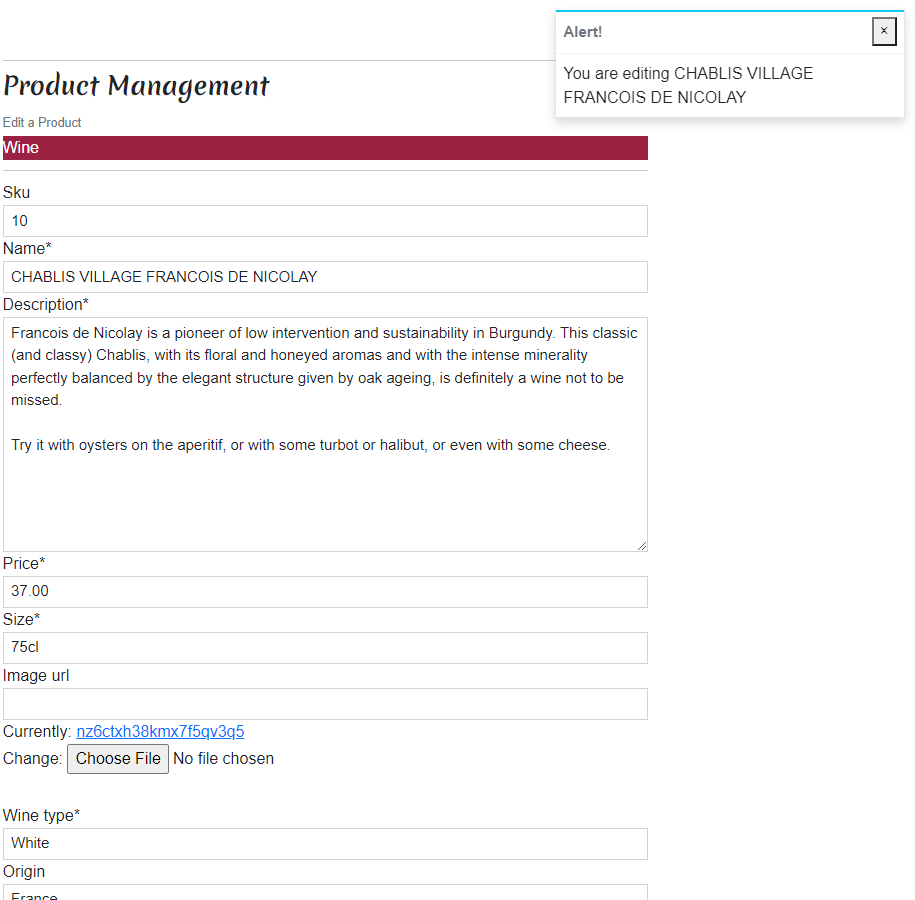 Alert!
×
You are editing CHABLIS VILLAGE
FRANCOIS DE NICOLAY
Product Management
Edit a Product
Wine
Sku
10
Name*
CHABLIS VILLAGE FRANCOIS DE NICOLAY
Description*
Francois de Nicolay is a pioneer of low intervention and sustainability in Burgundy. This classic
(and classy) Chablis, with its floral and honeyed aromas and with the intense minerality
perfectly balanced by the elegant structure given by oak ageing, is definitely a wine not to be
missed.
Try it with oysters on the aperitif, or with some turbot or halibut, or even with some cheese.
Price*
37.00
Size*
75cl
Image url
Currently: nz6ctxh38kmx7f5qv3q5
Change: Choose File No file chosen
Wine type*
White
Origin
France